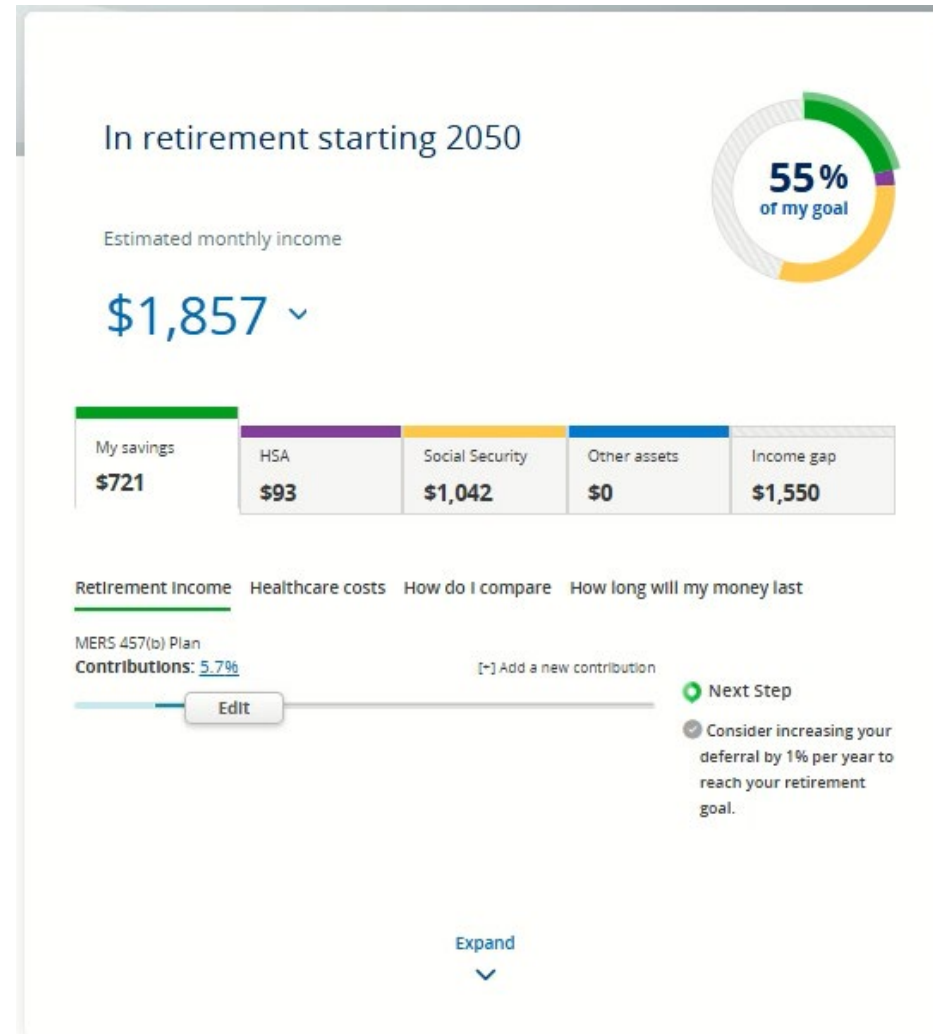 In retirement starting 2050
55%
of my goal
Estimated monthly income
$1,857
My savings
$721
HSA
$93
Social Security
$1,042
Other assets
$0
Income gap
$1,550
Retirement Income Healthcare costs How do I compare How long will my money last
MERS 457(b) Plan
Contributions: 5.7%
[+] Add a new contribution
Edit
Next Step
Consider increasing your
deferral by 1% per year to
reach your retirement
goal.
Expand